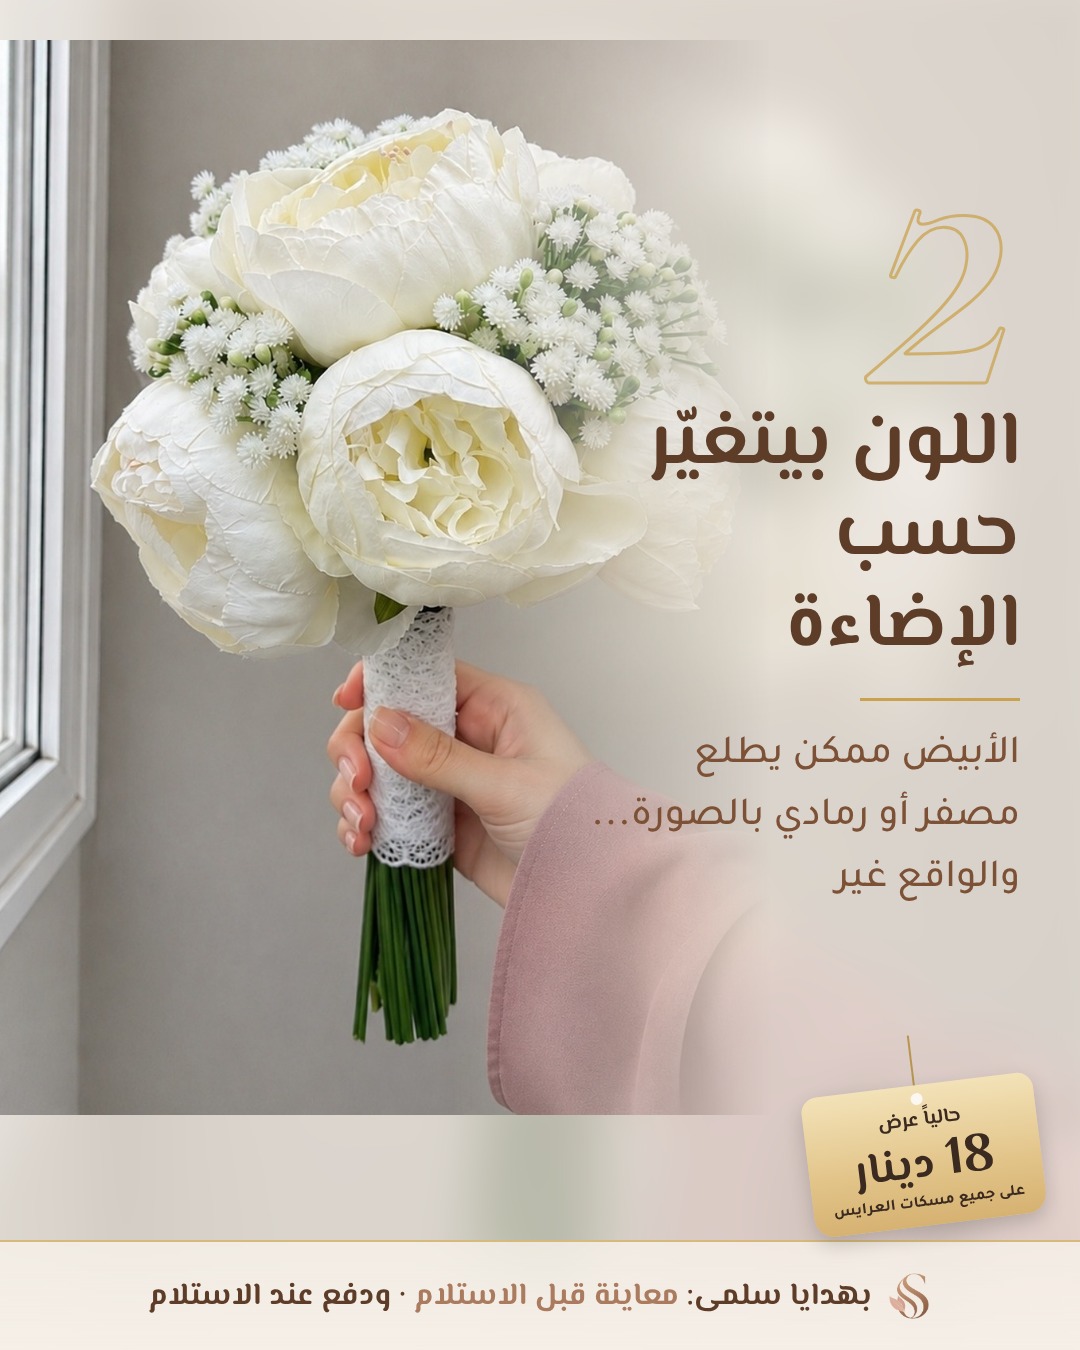 2
اللون بيتغيّر
حسب
الإضاءة
الأبيض ممكن يطلع
مصفر أو رمادي بالصورة...
والواقع غير
حالياً عرض
18 دينار
على جميع مسكات العرايس
بهدايا سلمى: معاينة قبل الاستلام · ودفع عند الاستلام